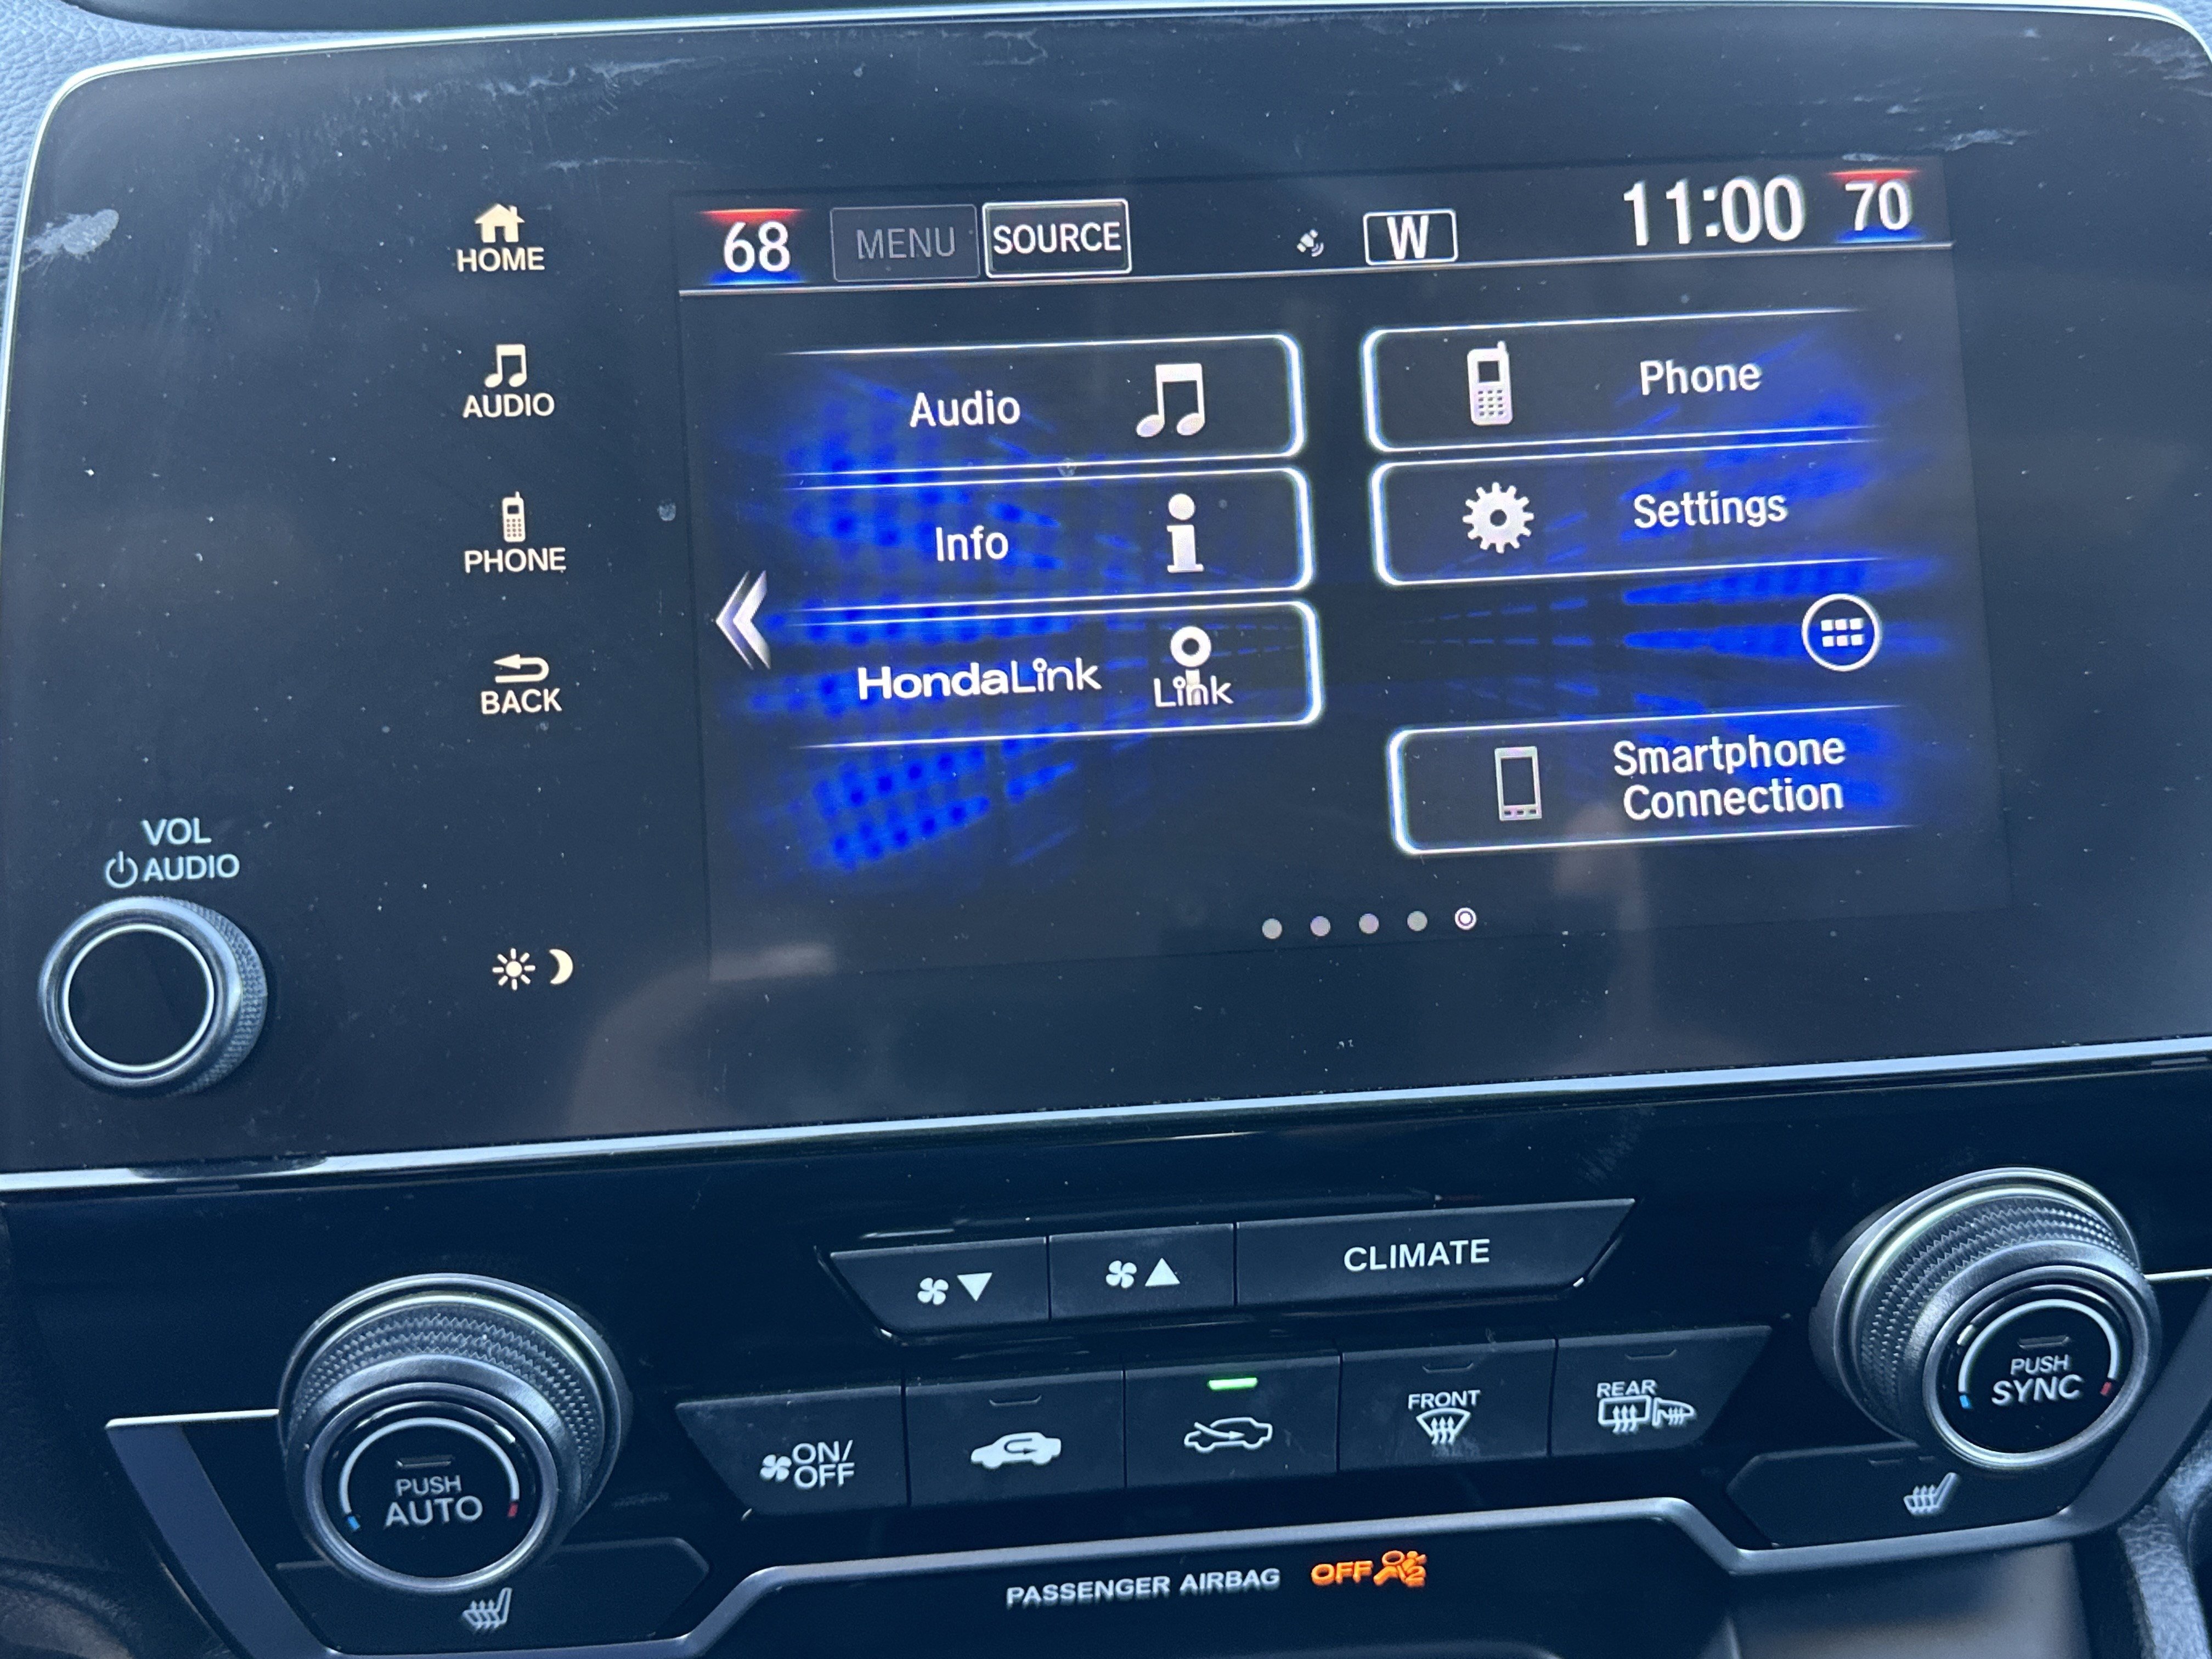 HOME
AUDIO
PHONE
BACK
VOL
AUDIO
68
MENU
SOURCE
W
11:00
70
Audio
Phone
Info
Settings
HondaLink
Link
Smartphone
Connection
CLIMATE
PUSH
AUTO
ON/
OFF
FRONT
REAR
PUSH
SYNC
PASSENGER AIRBAG OFF 2